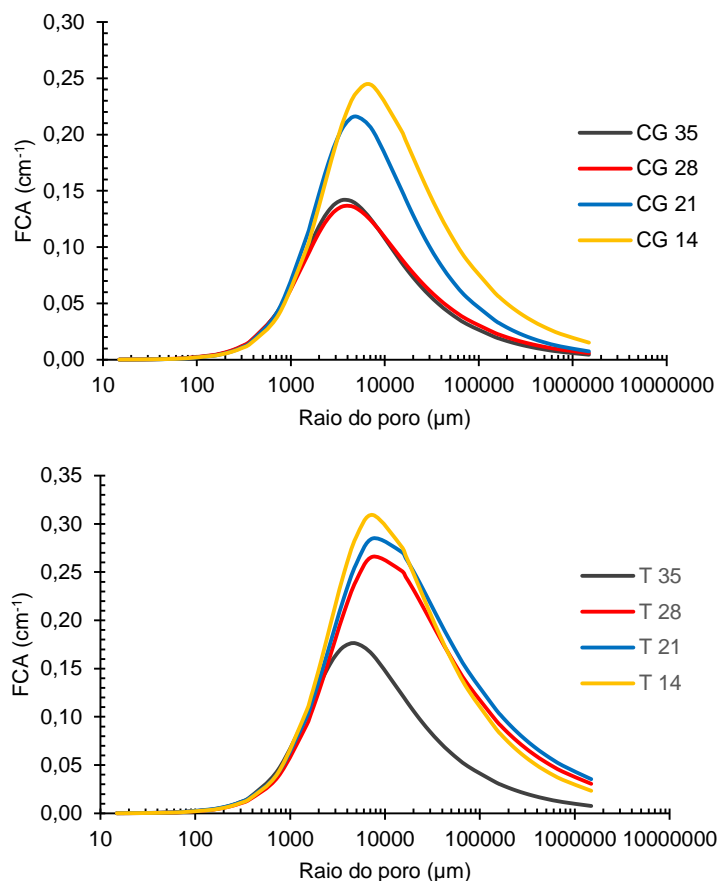 0,30
0,25
0,20
0,15
0,10
0,05
0,00
FCA (cm⁻¹)
10 100 1000 10000 100000 1000000 10000000
Raio do poro (µm)
CG 35
CG 28
CG 21
CG 14
0,35
0,30
0,25
0,20
0,15
0,10
0,05
0,00
FCA (cm⁻¹)
10 100 1000 10000 100000 1000000 10000000
Raio do poro (µm)
T 35
T 28
T 21
T 14